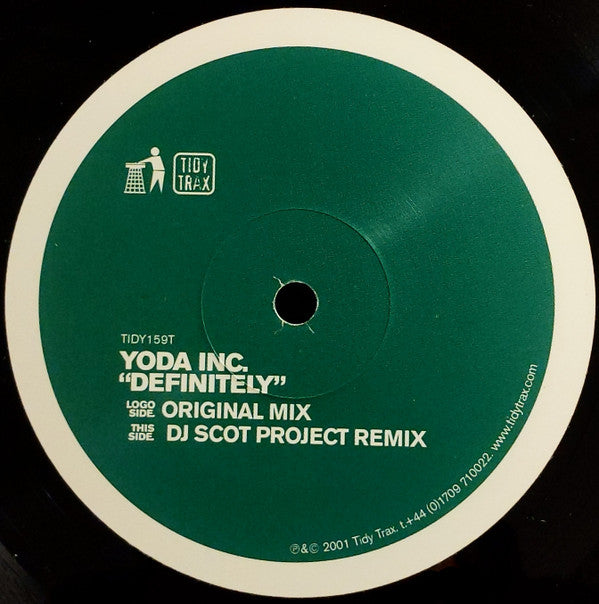 TIDY
TRAX
TIDY159T
YODA INC.
“DEFINITELY”
LOGO SIDE. ORIGINAL MIX
THIS SIDE. DJ SCOT PROJECT REMIX
℗&© 2001 Tidy Trax. t.+44 (0)1709 710022. www.tidytrax.com